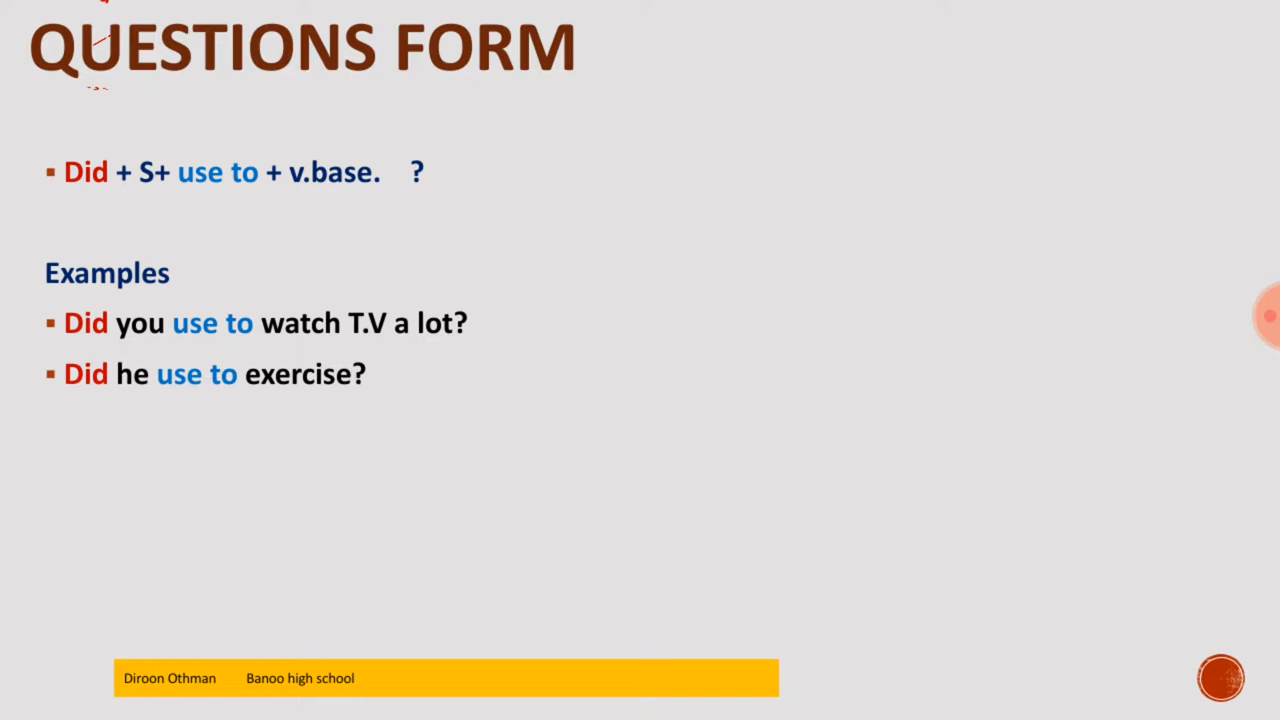 QUESTIONS FORM
▪ Did + S+ use to + v.base. ?
Examples
▪ Did you use to watch T.V a lot?
▪ Did he use to exercise?
Diroon Othman Banoo high school